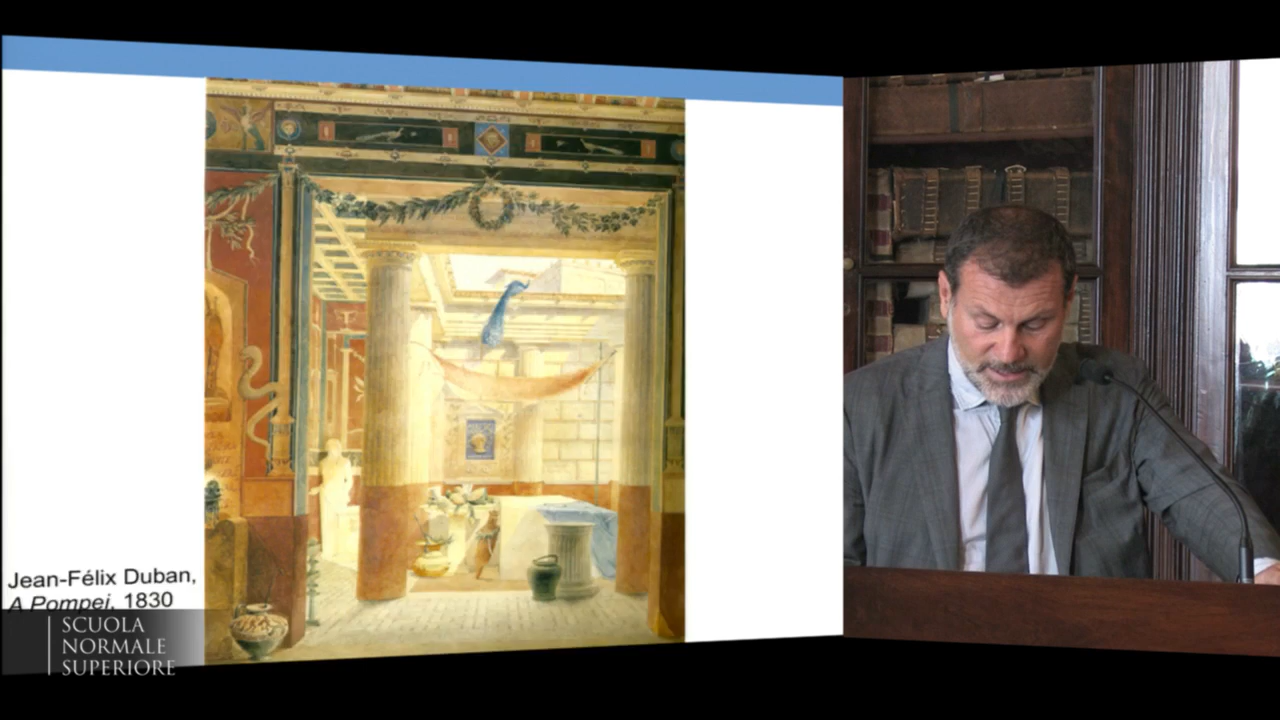 Jean-Félix Duban,
A Pompei, 1830
SCUOLA
NORMALE
SUPERIORE